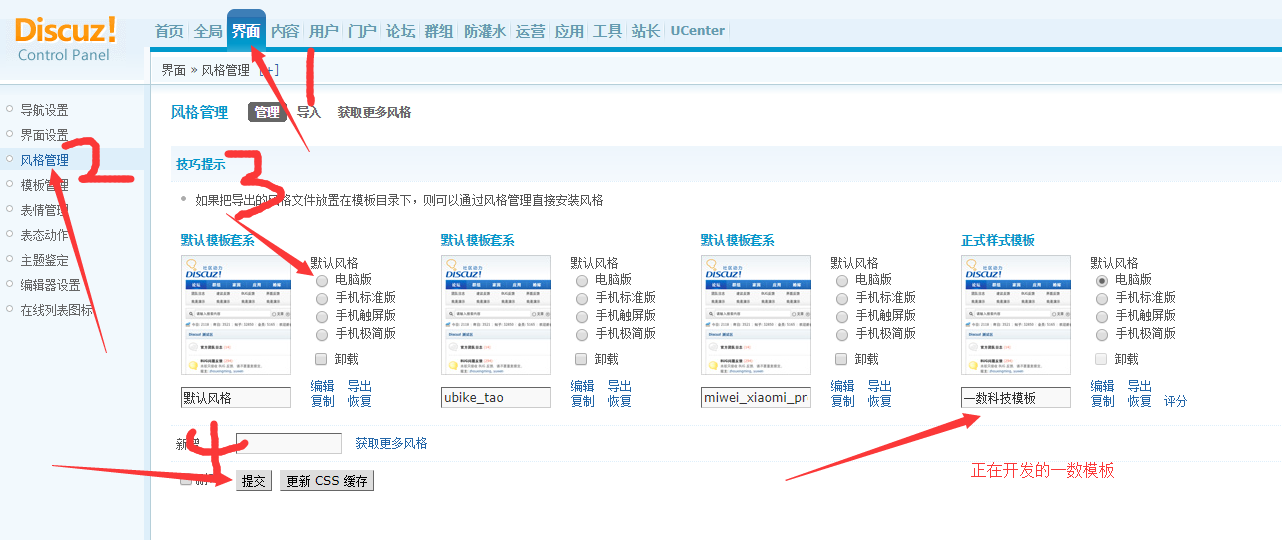 Discuz!
Control Panel
首页 全局 界面 内容 用户 门户 论坛 群组 防灌水 运营 应用 工具 站长 UCenter
界面 » 风格管理 [+]
1
导航设置
界面设置
风格管理
模板管理
表情管理
表态动作
主题鉴定
编辑器设置
在线列表图标
2
风格管理 管理 导入 获取更多风格
技巧提示
3
如果把导出的风格文件放置在模板目录下，则可以通过风格管理直接安装风格
默认模板套系
默认风格
电脑版
手机标准版
手机触屏版
手机极简版
卸载
编辑 导出
复制 恢复
默认风格
默认模板套系
默认风格
电脑版
手机标准版
手机触屏版
手机极简版
卸载
编辑 导出
复制 恢复
ubike_tao
默认模板套系
默认风格
电脑版
手机标准版
手机触屏版
手机极简版
卸载
编辑 导出
复制 恢复
miwei_xiaomi_pr
正式样式模板
默认风格
电脑版
手机标准版
手机触屏版
手机极简版
卸载
编辑 导出
复制 恢复 评分
一数科技模板
新增 获取更多风格
4
提交 更新 CSS 缓存
正在开发的一数模板